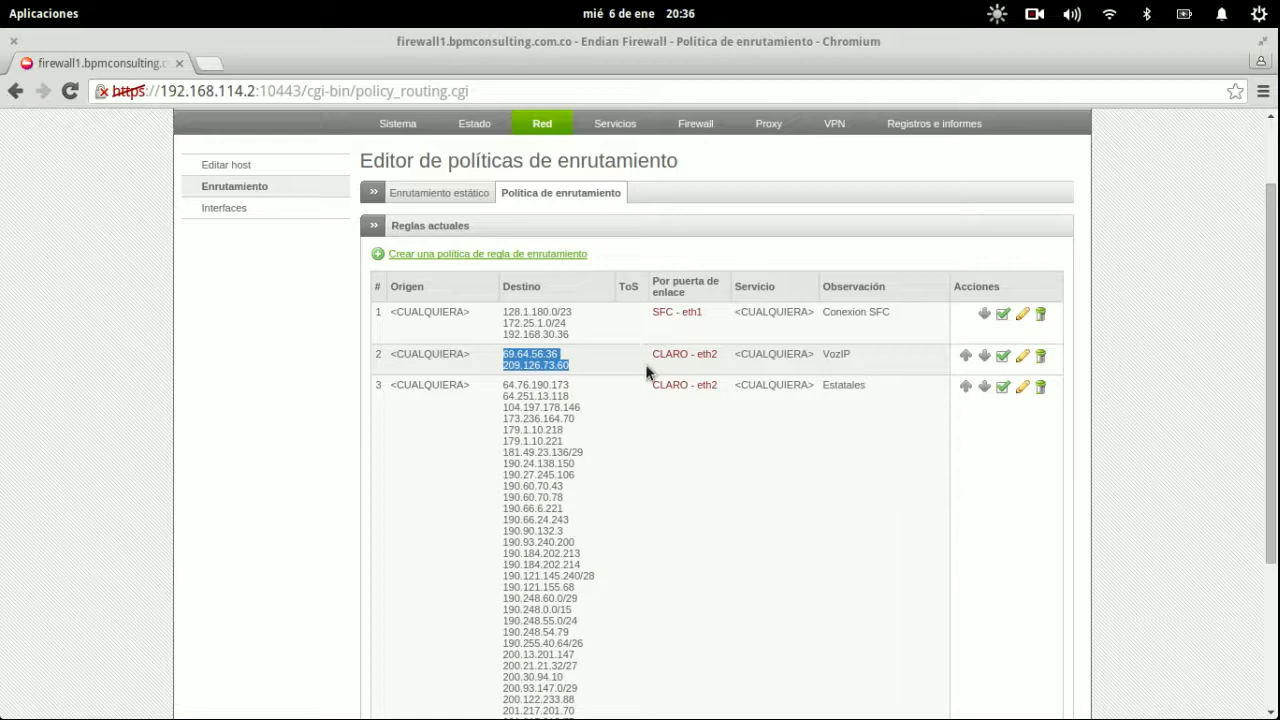 Aplicaciones
mié 6 de ene 20:36
firewall1.bpmconsulting.com.co - Endian Firewall - Política de enrutamiento - Chromium
firewall1.bpmconsulting.c
https://192.168.114.2:10443/cgi-bin/policy_routing.cgi
Sistema Estado Red Servicios Firewall Proxy VPN Registros e informes
Editar host
Enrutamiento
Interfaces
Editor de políticas de enrutamiento
>> Enrutamiento estático Política de enrutamiento
>> Reglas actuales
Crear una política de regla de enrutamiento
# Origen Destino ToS Por puerta de enlace Servicio Observación Acciones
1 <CUALQUIERA> 128.1.180.0/23 SFC - eth1 <CUALQUIERA> Conexion SFC
172.25.1.0/24
192.168.30.36
2 <CUALQUIERA> 69.64.56.36 CLARO - eth2 <CUALQUIERA> VozIP
209.126.73.60
3 <CUALQUIERA> 64.76.190.173 CLARO - eth2 <CUALQUIERA> Estatales
64.251.13.118
104.197.178.146
173.236.164.70
179.1.10.218
179.1.10.221
181.49.23.136/29
190.24.138.150
190.27.245.106
190.60.70.43
190.60.70.78
190.66.6.221
190.66.24.243
190.90.132.3
190.93.240.200
190.184.202.213
190.184.202.214
190.121.145.240/28
190.121.155.68
190.248.60.0/29
190.248.0.0/15
190.248.55.0/24
190.248.54.79
190.255.40.64/26
200.13.201.147
200.21.21.32/27
200.30.94.10
200.93.147.0/29
200.122.233.88
201.217.201.70